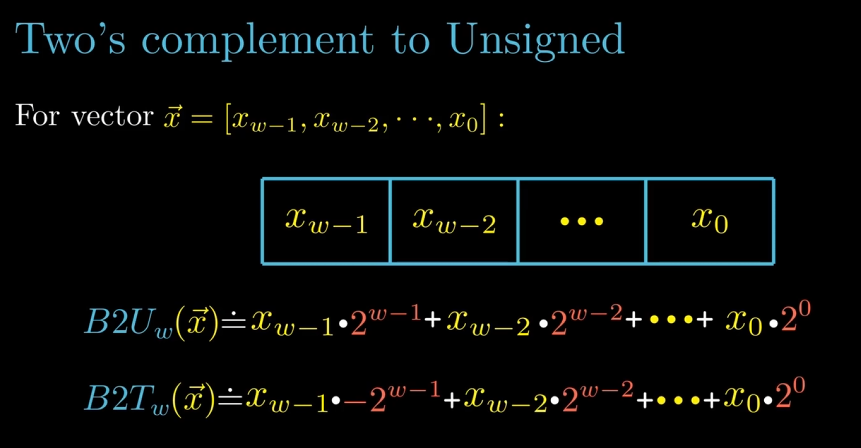 Two's complement to Unsigned
For vector $\vec{x} = [x_{w-1}, x_{w-2}, \cdots, x_0]:$
$x_{w-1}$ $x_{w-2}$ $\cdots$ $x_0$
$B2U_w(\vec{x}) \doteq x_{w-1} \cdot 2^{w-1} + x_{w-2} \cdot 2^{w-2} + \cdots + x_0 \cdot 2^0$
$B2T_w(\vec{x}) \doteq x_{w-1} \cdot -2^{w-1} + x_{w-2} \cdot 2^{w-2} + \cdots + x_0 \cdot 2^0$